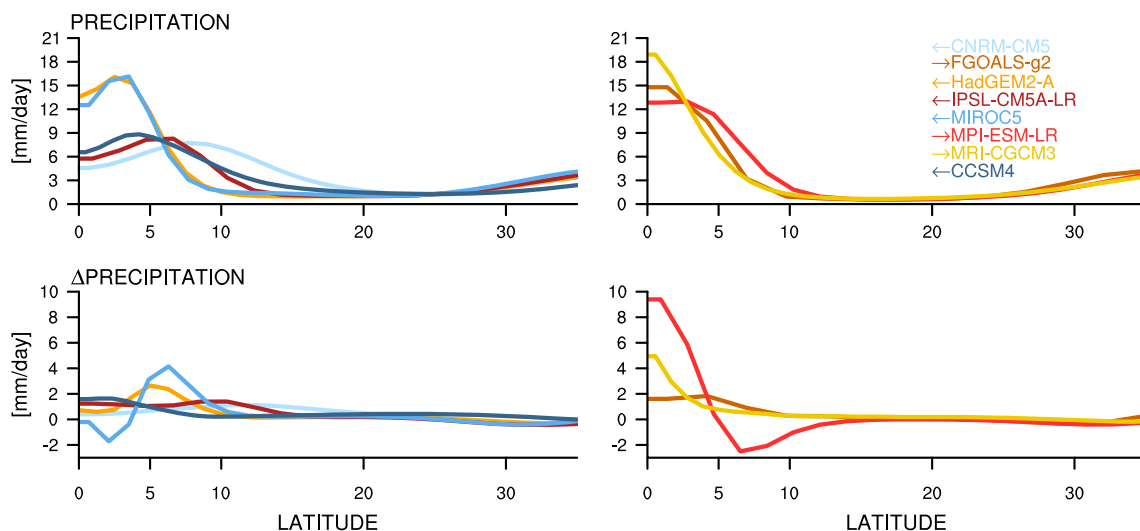 PRECIPITATION
[mm/day]
21
18
15
12
9
6
3
0
0 5 10 20 30
21
18
15
12
9
6
3
0
0 5 10 20 30
←CNRM-CM5
→FGOALS-g2
←HadGEM2-A
←IPSL-CM5A-LR
←MIROC5
→MPI-ESM-LR
→MRI-CGCM3
←CCSM4
ΔPRECIPITATION
[mm/day]
10
8
6
4
2
0
-2
0 5 10 20 30
LATITUDE
10
8
6
4
2
0
-2
0 5 10 20 30
LATITUDE